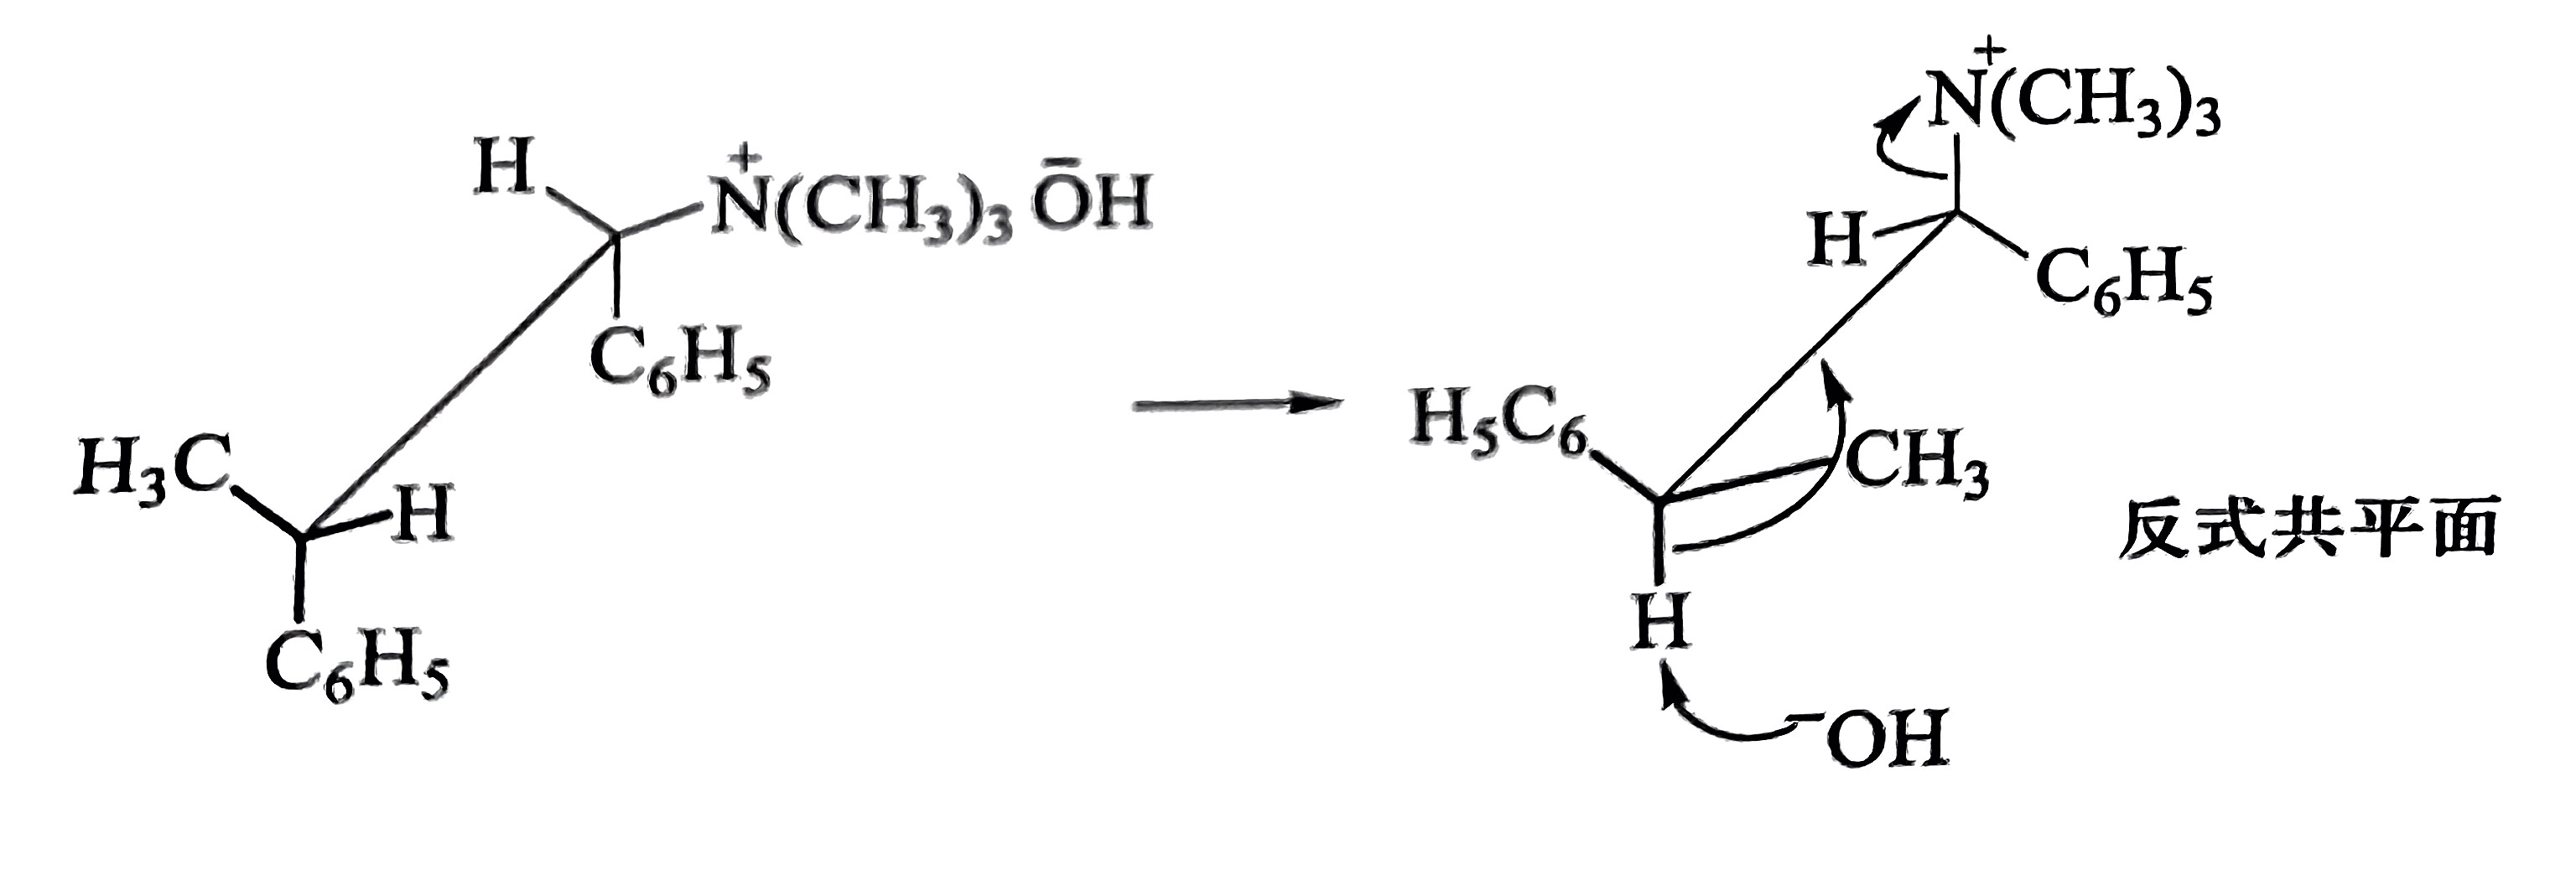 H N⁺(CH₃)₃ ⁻OH
C₆H₅
H₃C H
C₆H₅
N⁺(CH₃)₃
H C₆H₅
H₅C₆ CH₃
H
⁻OH
反式共平面